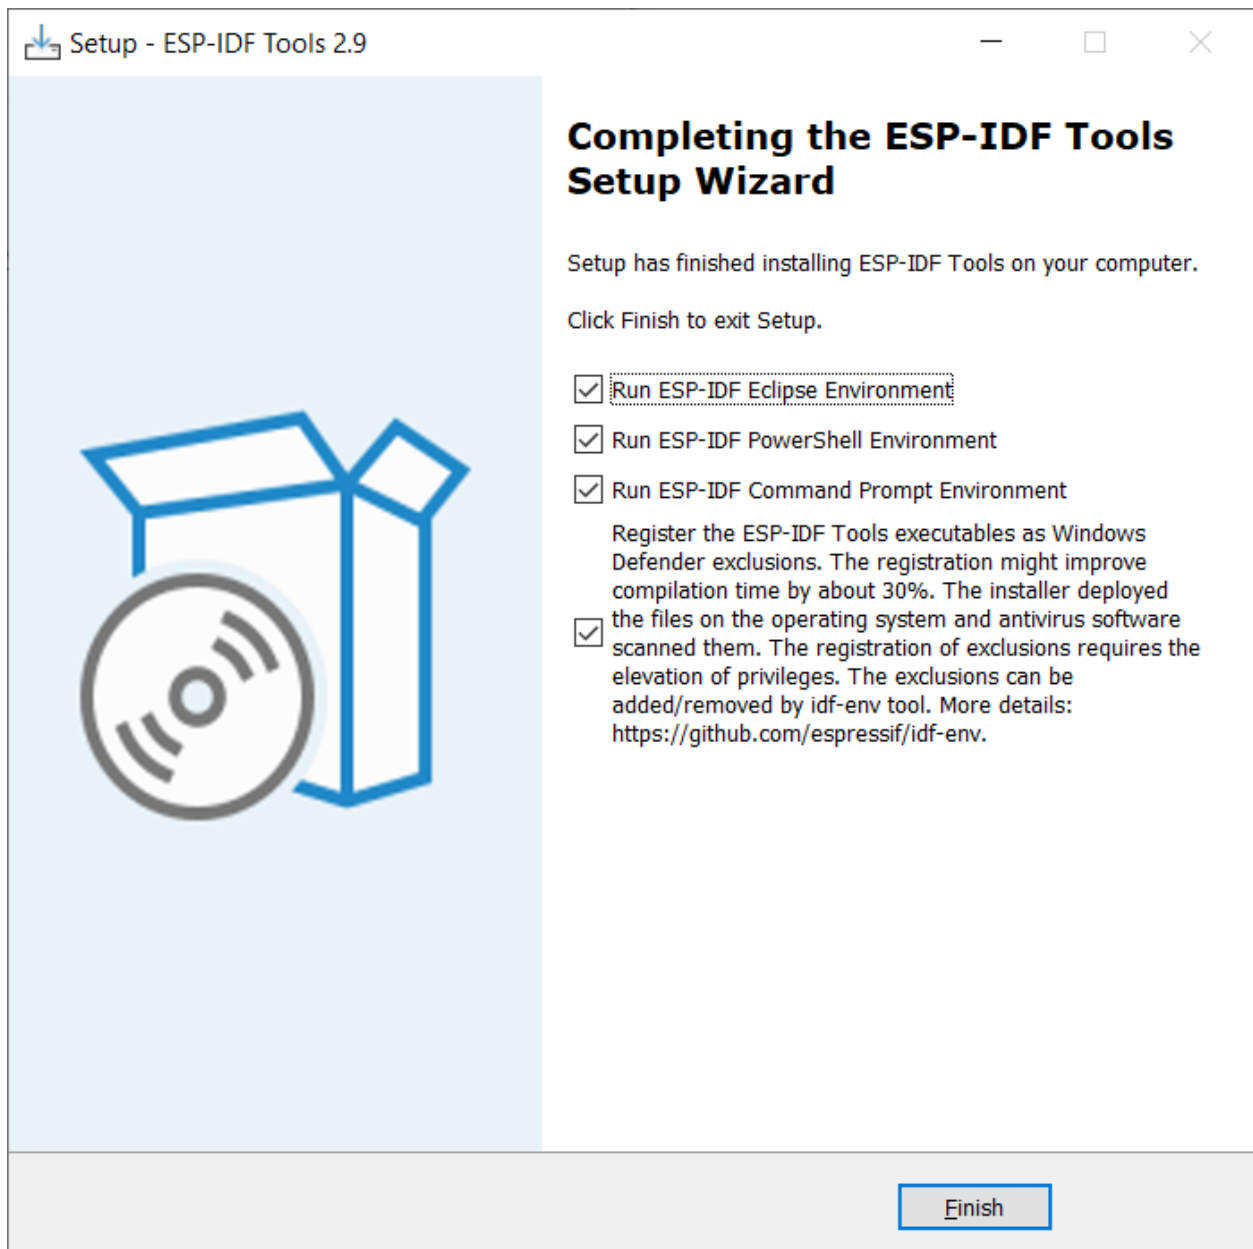 Setup - ESP-IDF Tools 2.9
Completing the ESP-IDF Tools
Setup Wizard
Setup has finished installing ESP-IDF Tools on your computer.
Click Finish to exit Setup.
Run ESP-IDF Eclipse Environment
Run ESP-IDF PowerShell Environment
Run ESP-IDF Command Prompt Environment
Register the ESP-IDF Tools executables as Windows
Defender exclusions. The registration might improve
compilation time by about 30%. The installer deployed
the files on the operating system and antivirus software
scanned them. The registration of exclusions requires the
elevation of privileges. The exclusions can be
added/removed by idf-env tool. More details:
https://github.com/espressif/idf-env.
Finish